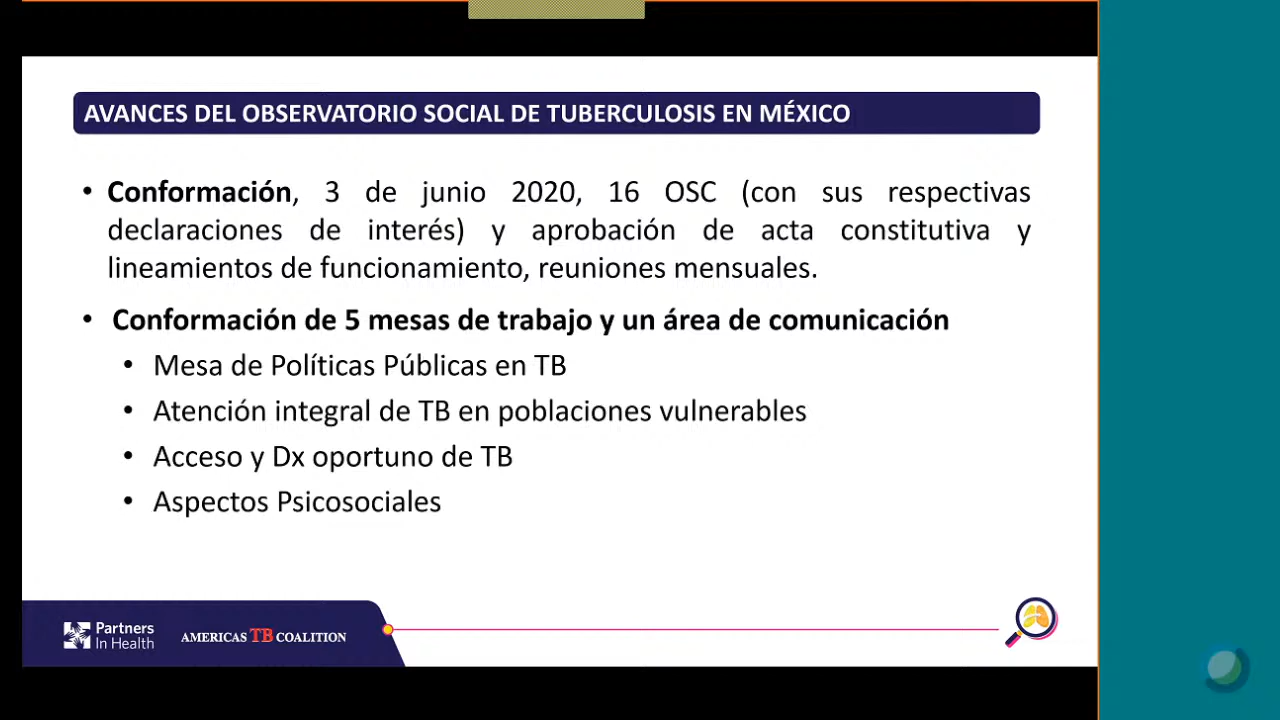 AVANCES DEL OBSERVATORIO SOCIAL DE TUBERCULOSIS EN MÉXICO
• Conformación, 3 de junio 2020, 16 OSC (con sus respectivas
declaraciones de interés) y aprobación de acta constitutiva y
lineamientos de funcionamiento, reuniones mensuales.
• Conformación de 5 mesas de trabajo y un área de comunicación
• Mesa de Políticas Públicas en TB
• Atención integral de TB en poblaciones vulnerables
• Acceso y Dx oportuno de TB
• Aspectos Psicosociales
Partners
In Health
AMERICAS TB COALITION